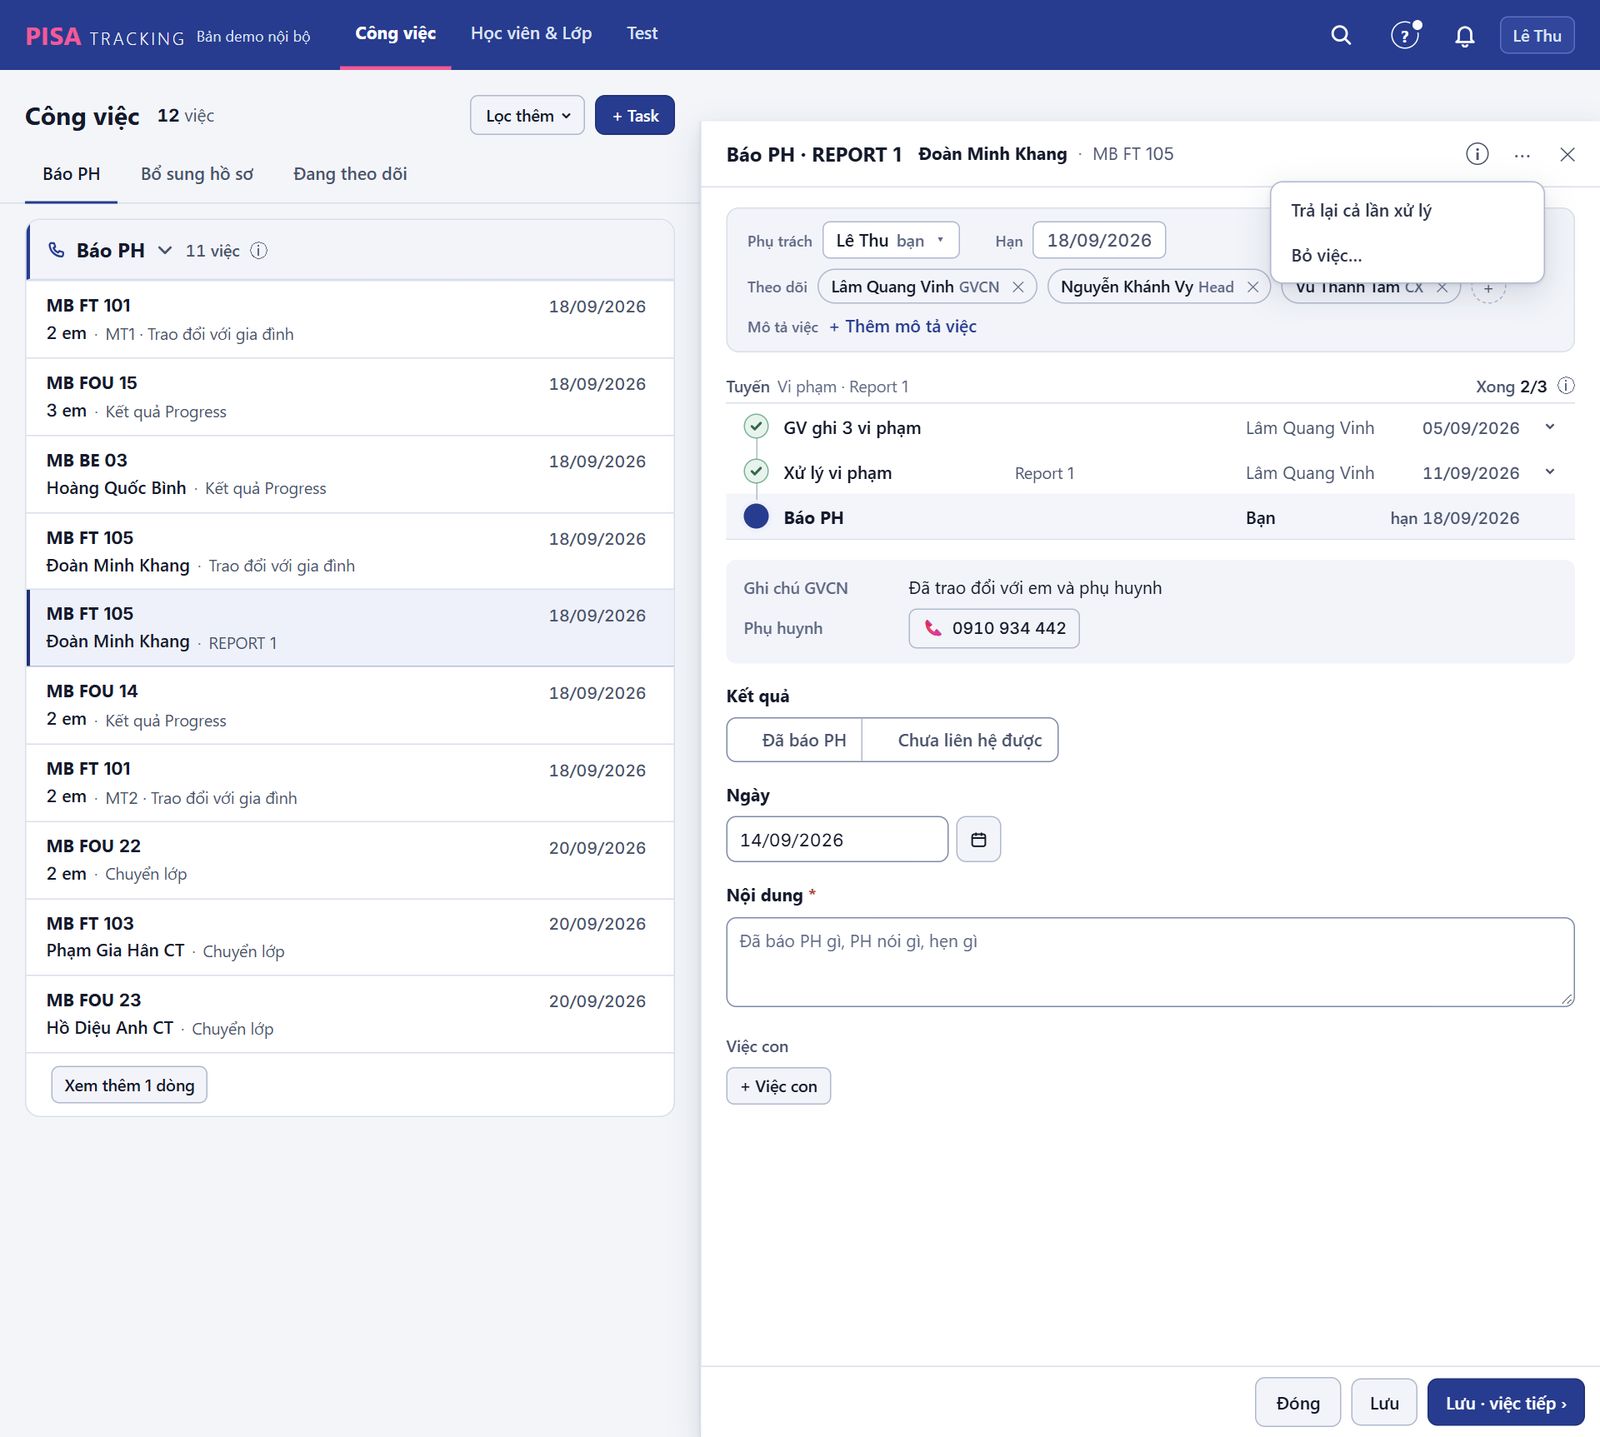 PISA TRACKING Bản demo nội bộ Công việc Học viên & Lớp Test ? Lê Thu
Công việc 12 việc Lọc thêm + Task
Báo PH Bổ sung hồ sơ Đang theo dõi
Báo PH 11 việc
MB FT 101 18/09/2026
2 em · MT1 · Trao đổi với gia đình
MB FOU 15 18/09/2026
3 em · Kết quả Progress
MB BE 03 18/09/2026
Hoàng Quốc Bình · Kết quả Progress
MB FT 105 18/09/2026
Đoàn Minh Khang · Trao đổi với gia đình
MB FT 105 18/09/2026
Đoàn Minh Khang · REPORT 1
MB FOU 14 18/09/2026
2 em · Kết quả Progress
MB FT 101 18/09/2026
2 em · MT2 · Trao đổi với gia đình
MB FOU 22 20/09/2026
2 em · Chuyển lớp
MB FT 103 20/09/2026
Phạm Gia Hân CT · Chuyển lớp
MB FOU 23 20/09/2026
Hồ Diệu Anh CT · Chuyển lớp
Xem thêm 1 dòng
Báo PH · REPORT 1 Đoàn Minh Khang · MB FT 105 ...
Trả lại cả lần xử lý
Bỏ việc...
Phụ trách Lê Thu bạn Hạn 18/09/2026
Theo dõi Lâm Quang Vinh GVCN Nguyễn Khánh Vy Head Vũ Thanh Tâm CX +
Mô tả việc + Thêm mô tả việc
Tuyến Vi phạm · Report 1 Xong 2/3
GV ghi 3 vi phạm Lâm Quang Vinh 05/09/2026
Xử lý vi phạm Report 1 Lâm Quang Vinh 11/09/2026
Báo PH Bạn hạn 18/09/2026
Ghi chú GVCN Đã trao đổi với em và phụ huynh
Phụ huynh 0910 934 442
Kết quả
Đã báo PH Chưa liên hệ được
Ngày
14/09/2026
Nội dung *
Đã báo PH gì, PH nói gì, hẹn gì
Việc con
+ Việc con
Đóng Lưu Lưu · việc tiếp ›